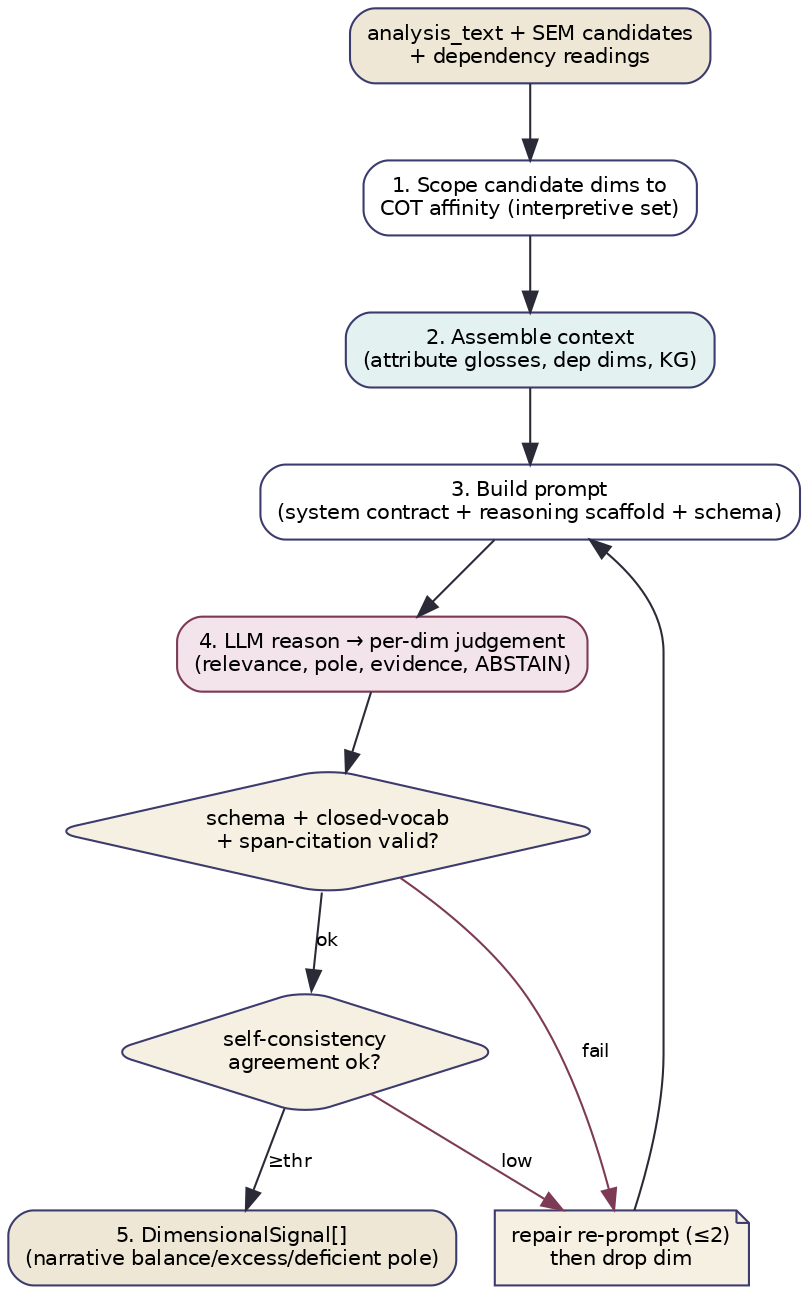 analysis_text + SEM candidates
+ dependency readings
1. Scope candidate dims to
COT affinity (interpretive set)
2. Assemble context
(attribute glosses, dep dims, KG)
3. Build prompt
(system contract + reasoning scaffold + schema)
4. LLM reason → per-dim judgement
(relevance, pole, evidence, ABSTAIN)
schema + closed-vocab
+ span-citation valid?
ok
self-consistency
agreement ok?
fail
≥thr
low
5. DimensionalSignal[]
(narrative balance/excess/deficient pole)
repair re-prompt (≤2)
then drop dim